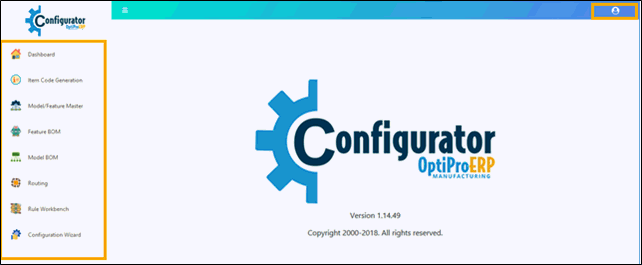 Configurator
OptiProERP
Dashboard
Item Code Generation
Model/Feature Master
Feature BOM
Model BOM
Routing
Rule Workbench
Configuration Wizard
Configurator
OptiProERP
MANUFACTURING
Version 1.14.49
Copyright 2000-2018. All rights reserved.